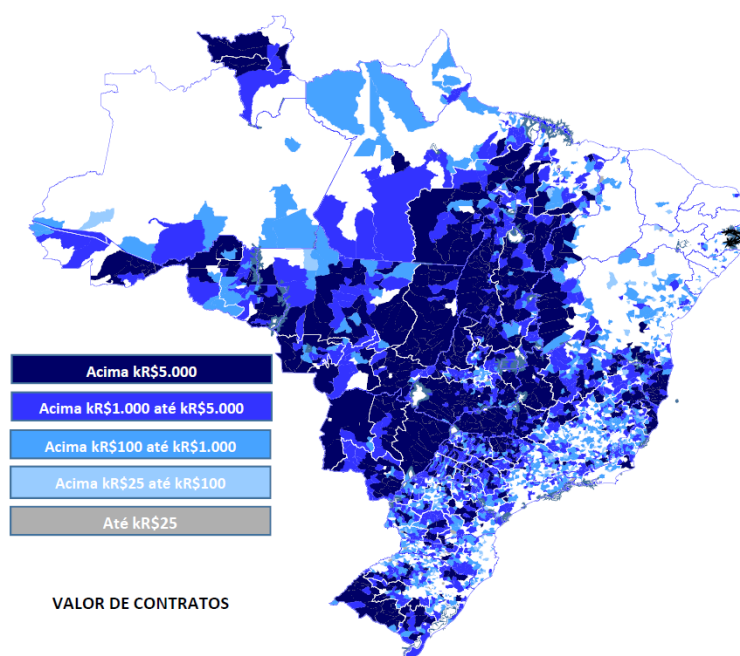 Acima kR$5.000
Acima kR$1.000 até kR$5.000
Acima kR$100 até kR$1.000
Acima kR$25 até kR$100
Até kR$25
VALOR DE CONTRATOS